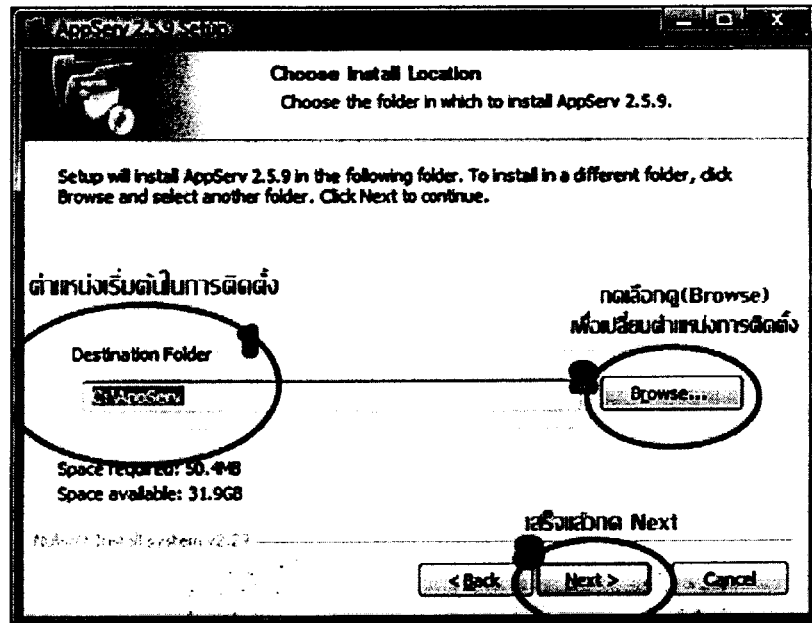 AppServ 2.5.9 Setup
Choose Install Location
Choose the folder in which to install AppServ 2.5.9.
Setup will install AppServ 2.5.9 in the following folder. To install in a different folder, click
Browse and select another folder. Click Next to continue.
ตำแหน่งเริ่มต้นในการติดตั้ง
กดเลือกดู(Browse)
เพื่อเปลี่ยนตำแหน่งการติดตั้ง
Destination Folder
C:\AppServ
Browse...
Space required: 50.4MB
Space available: 31.9GB
เสร็จแล้วกด Next
Nullsoft Install System v2.23
< Back
Next >
Cancel